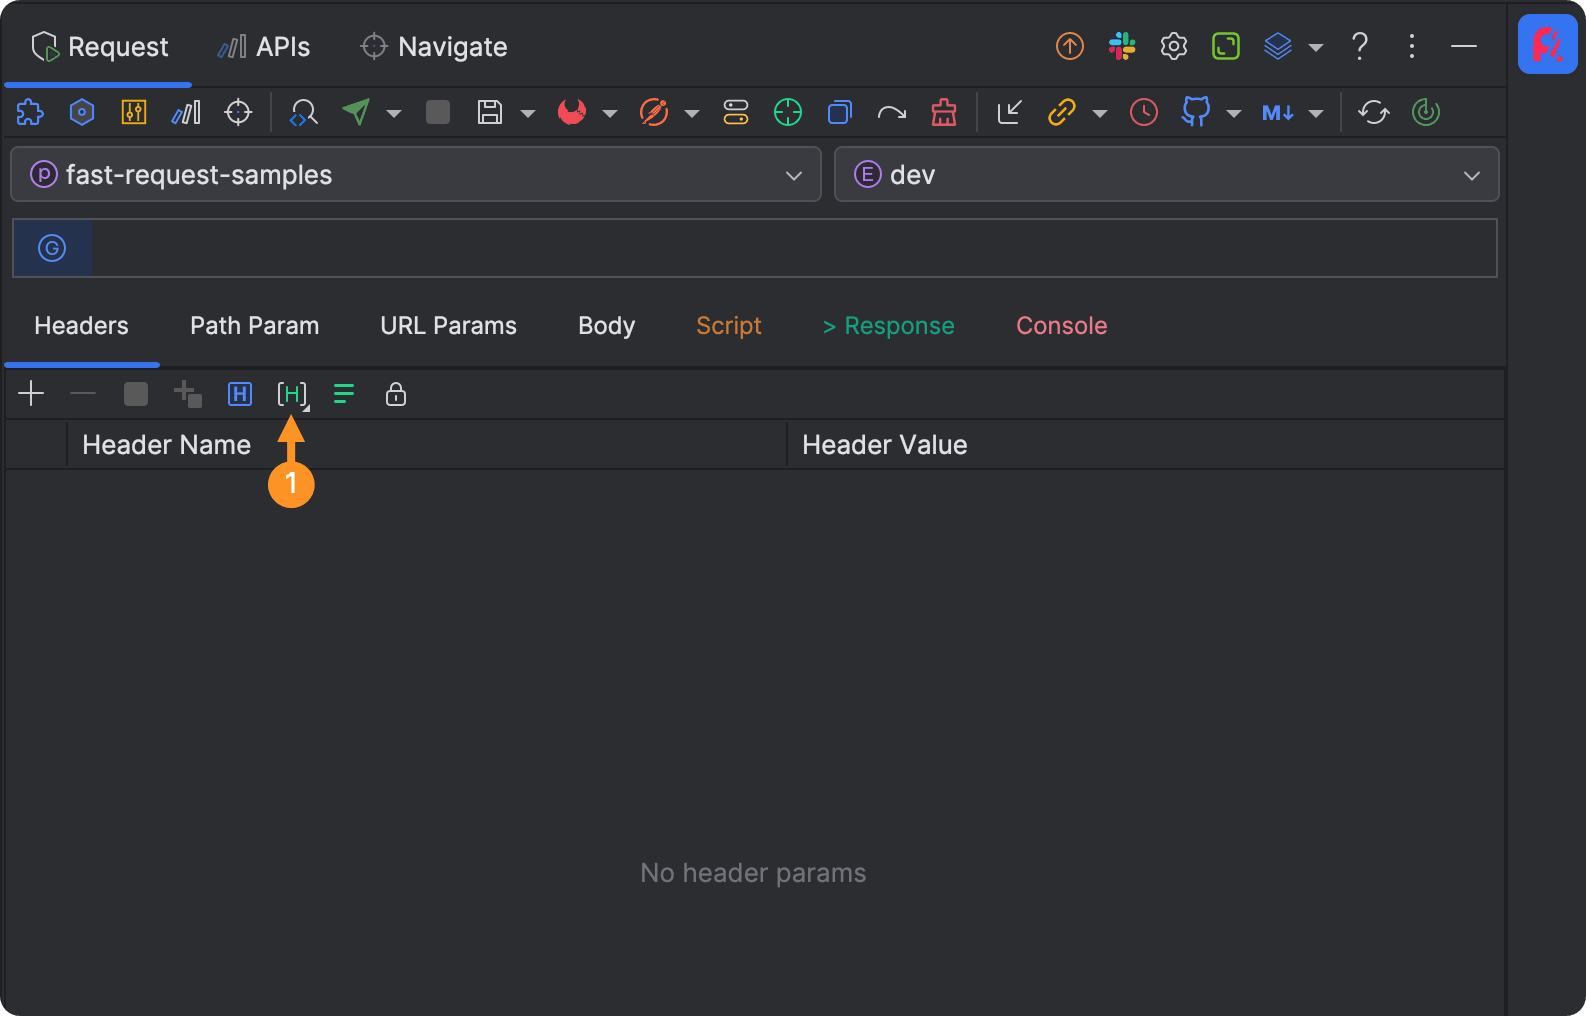 Request APIs Navigate
M↓
P fast-request-samples E dev
G
Headers Path Param URL Params Body Script > Response Console
H [H]
Header Name Header Value
1
No header params